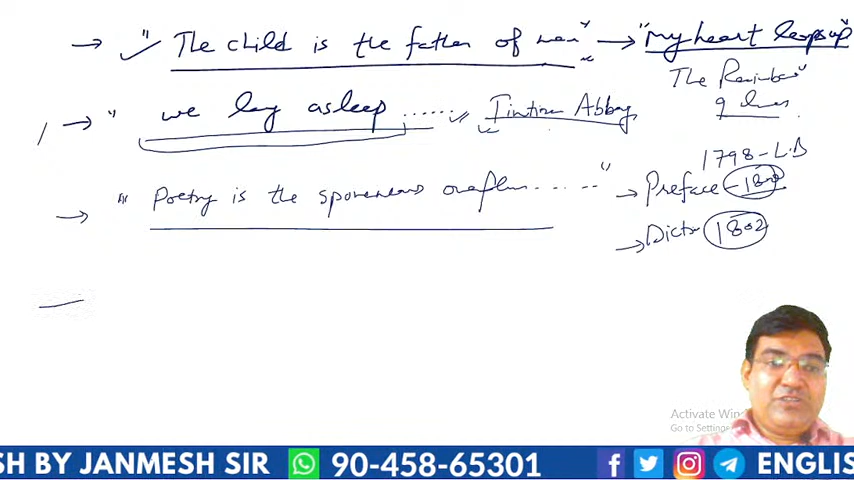 → ✓ "The child is the father of man" → "My heart leaps up"
The Rainbow
9 lines
/ → " we lay asleep ...... Tintern Abbey
1798 - L.B
→ " Poetry is the sponeneous overflow ......" → Preface - 1800
→ Dictn 1802
Activate Win
Go to Settings
SH BY JANMESH SIR 90-458-65301 ENGLIS